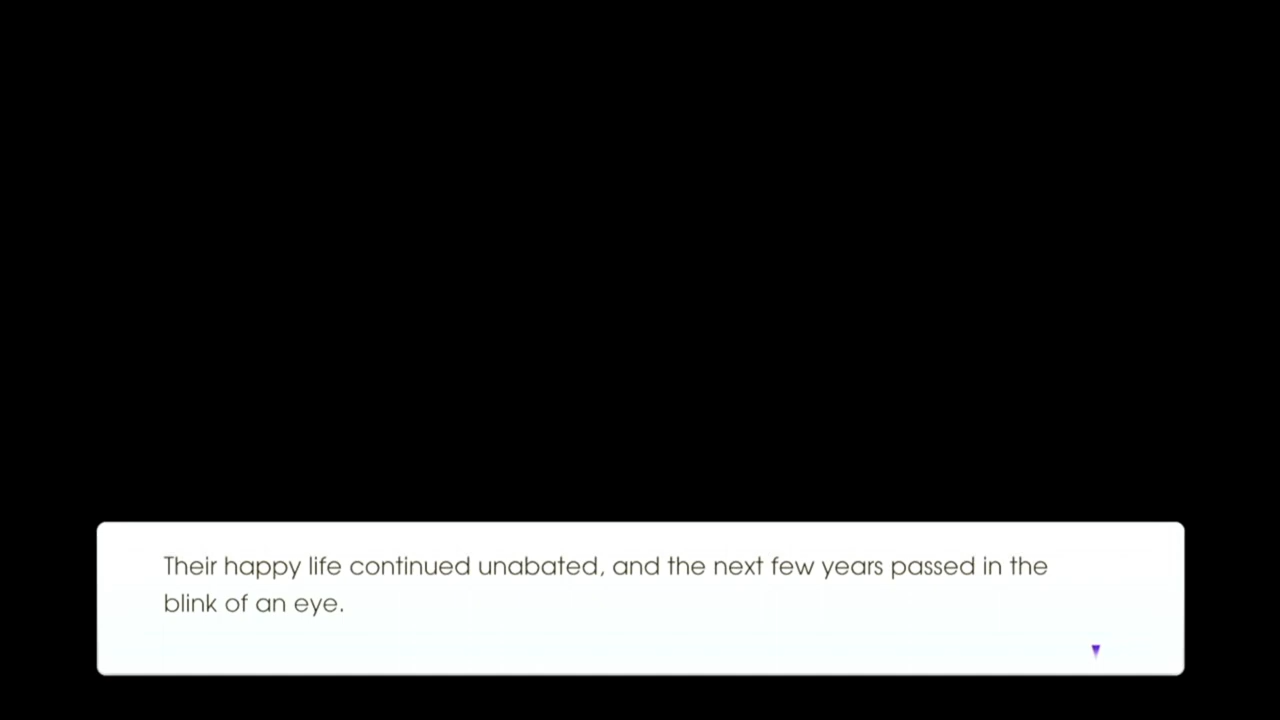 Their happy life continued unabated, and the next few years passed in the
blink of an eye.